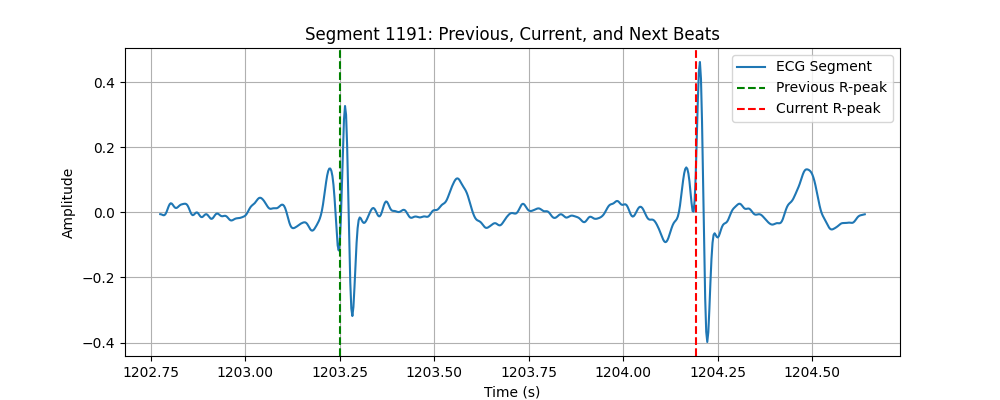 Segment 1191: Previous, Current, and Next Beats
ECG Segment
Previous R-peak
Current R-peak
Amplitude
0.4
0.2
0.0
−0.2
−0.4
1202.75 1203.00 1203.25 1203.50 1203.75 1204.00 1204.25 1204.50
Time (s)